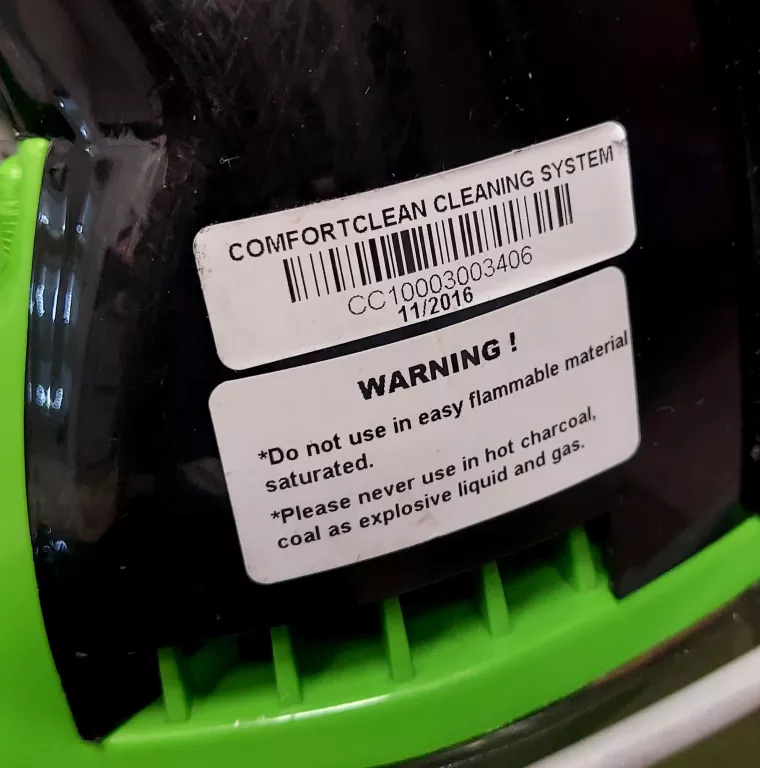 COMFORTCLEAN CLEANING SYSTEM
CC10003003406
11/2016
WARNING !
*Do not use in easy flammable material
saturated.
*Please never use in hot charcoal,
coal as explosive liquid and gas.